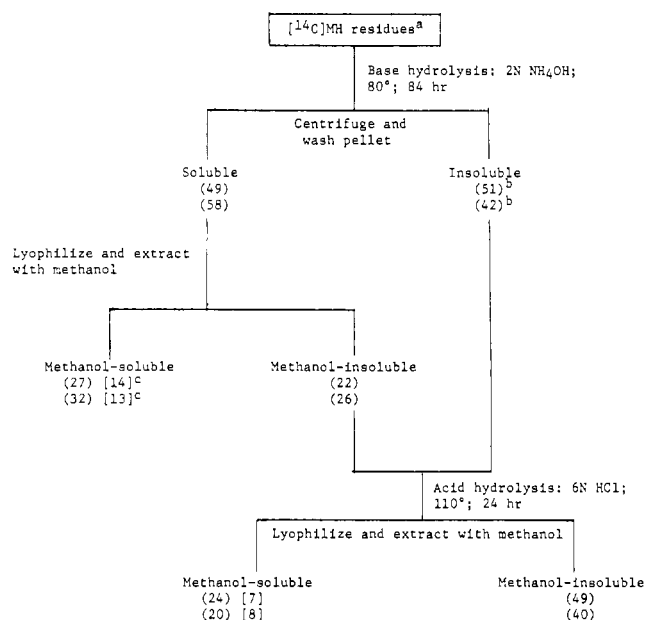 [¹⁴C]MH residuesᵃ
Base hydrolysis: 2N NH₄OH;
80°; 84 hr
Centrifuge and
wash pellet
Soluble
(49)
(58)
Insoluble
(51)ᵇ
(42)ᵇ
Lyophilize and extract
with methanol
Methanol-soluble
(27) [14]ᶜ
(32) [13]ᶜ
Methanol-insoluble
(22)
(26)
Acid hydrolysis: 6N HCl;
110°; 24 hr
Lyophilize and extract with methanol
Methanol-soluble
(24) [7]
(20) [8]
Methanol-insoluble
(49)
(40)